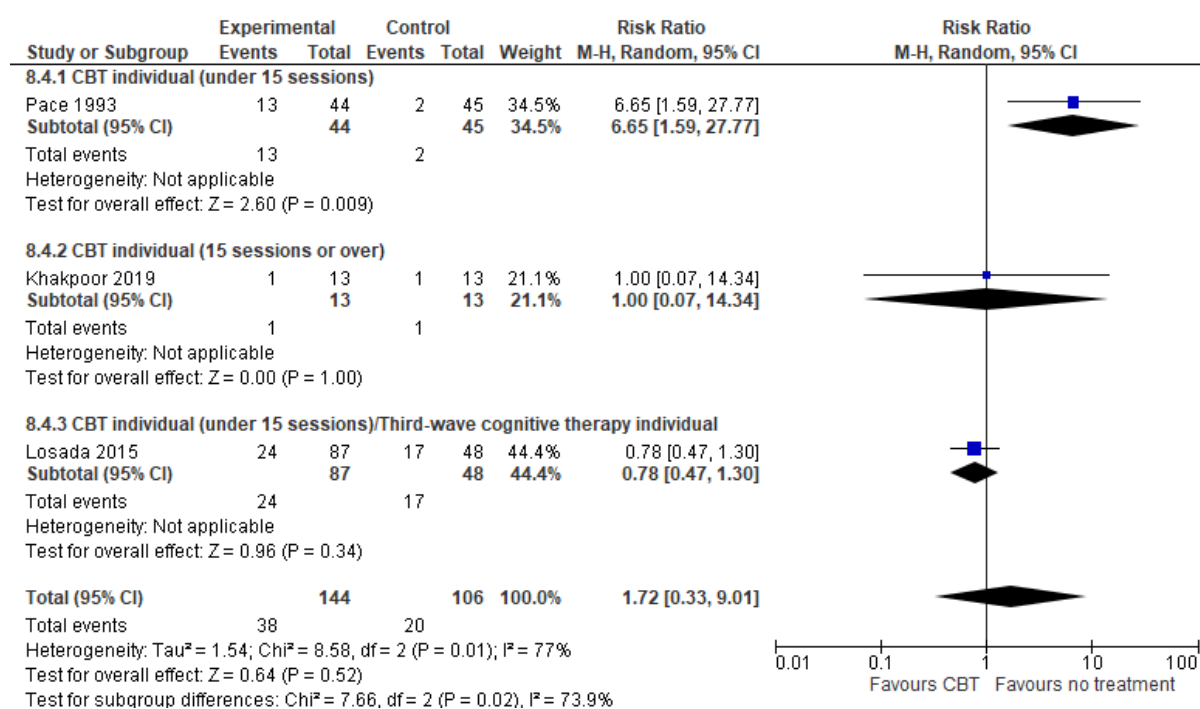 Experimental Control Risk Ratio Risk Ratio
Study or Subgroup Events Total Events Total Weight M-H, Random, 95% CI M-H, Random, 95% CI
8.4.1 CBT individual (under 15 sessions)
Pace 1993 13 44 2 45 34.5% 6.65 [1.59, 27.77]
Subtotal (95% CI) 44 45 34.5% 6.65 [1.59, 27.77]
Total events 13 2
Heterogeneity: Not applicable
Test for overall effect: Z = 2.60 (P = 0.009)
8.4.2 CBT individual (15 sessions or over)
Khakpoor 2019 1 13 1 13 21.1% 1.00 [0.07, 14.34]
Subtotal (95% CI) 13 13 21.1% 1.00 [0.07, 14.34]
Total events 1 1
Heterogeneity: Not applicable
Test for overall effect: Z = 0.00 (P = 1.00)
8.4.3 CBT individual (under 15 sessions)/Third-wave cognitive therapy individual
Losada 2015 24 87 17 48 44.4% 0.78 [0.47, 1.30]
Subtotal (95% CI) 87 48 44.4% 0.78 [0.47, 1.30]
Total events 24 17
Heterogeneity: Not applicable
Test for overall effect: Z = 0.96 (P = 0.34)
Total (95% CI) 144 106 100.0% 1.72 [0.33, 9.01]
Total events 38 20
Heterogeneity: Tau² = 1.54; Chi² = 8.58, df = 2 (P = 0.01); I² = 77%
Test for overall effect: Z = 0.64 (P = 0.52)
Test for subgroup differences: Chi² = 7.66, df = 2 (P = 0.02), I² = 73.9%
0.01 0.1 1 10 100
Favours CBT Favours no treatment